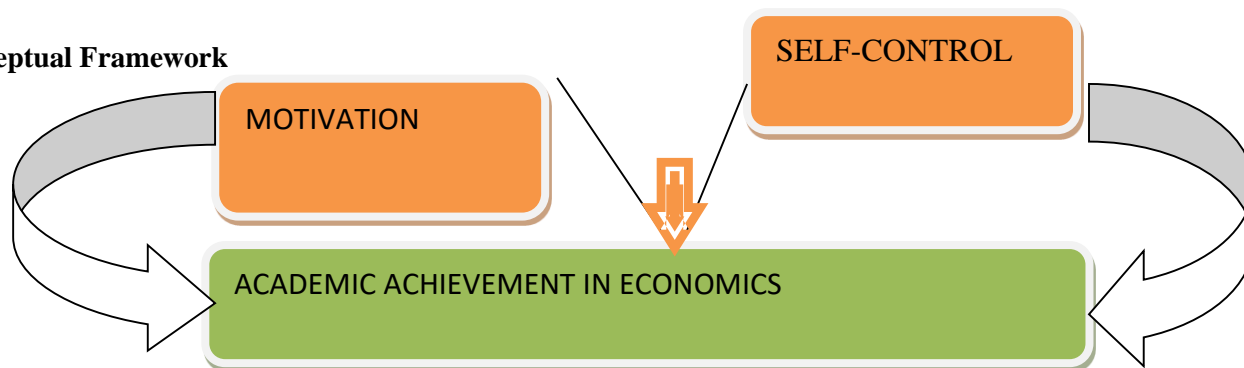 eptual Framework
SELF-CONTROL
MOTIVATION
ACADEMIC ACHIEVEMENT IN ECONOMICS